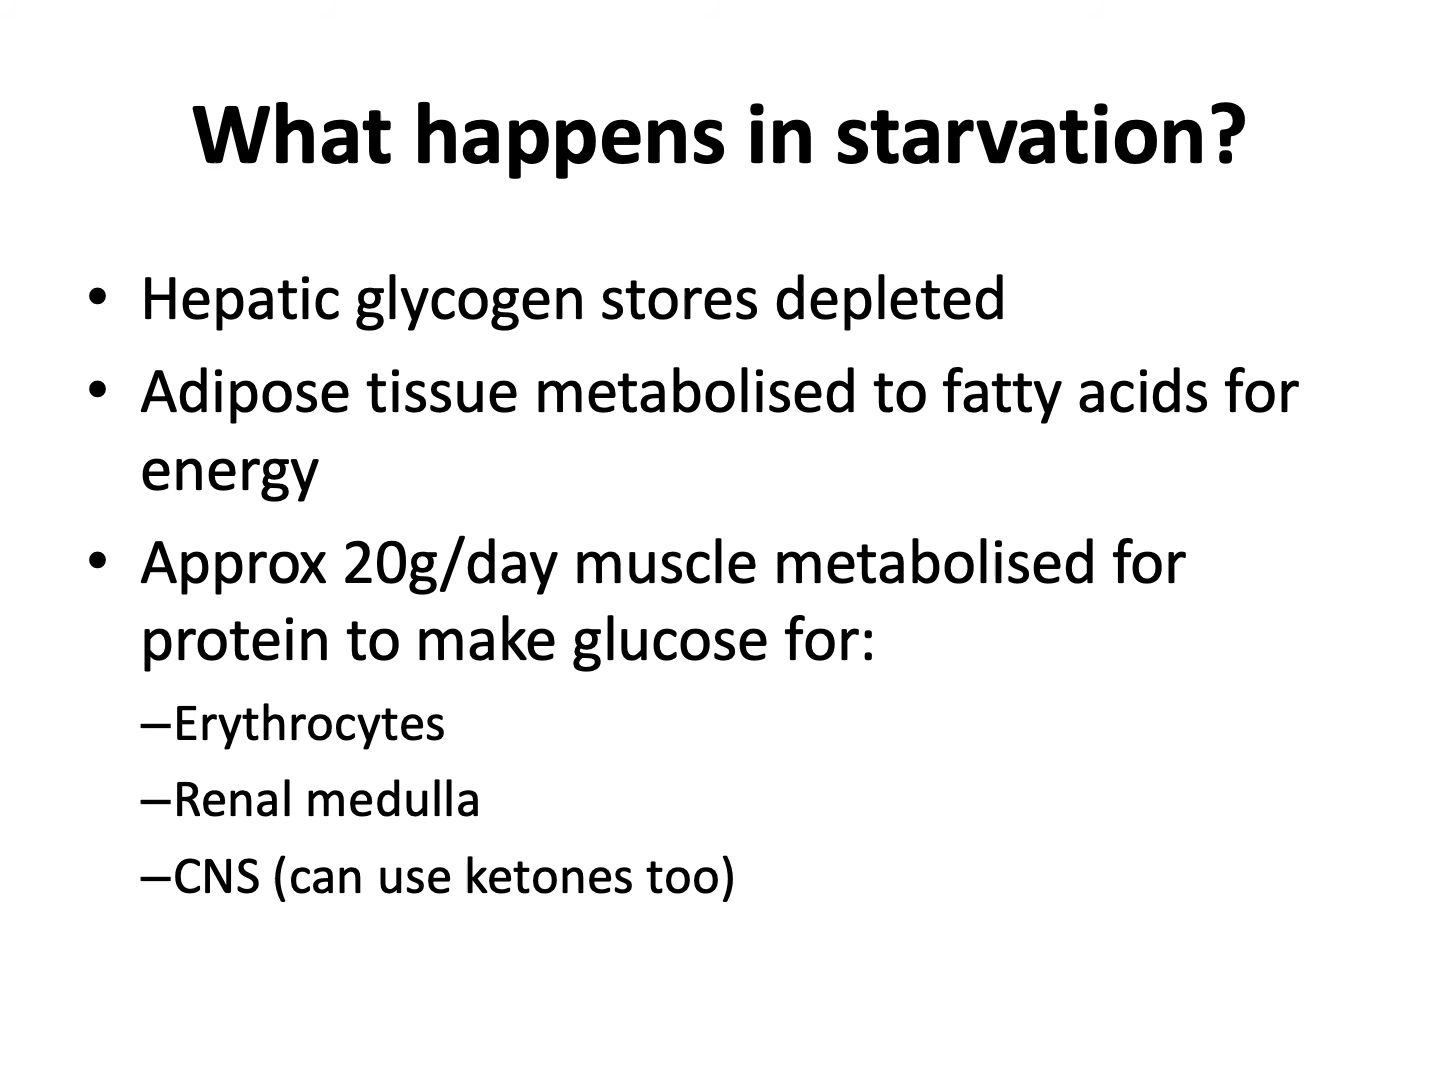 What happens in starvation?
• Hepatic glycogen stores depleted
• Adipose tissue metabolised to fatty acids for
energy
• Approx 20g/day muscle metabolised for
protein to make glucose for:
–Erythrocytes
–Renal medulla
–CNS (can use ketones too)